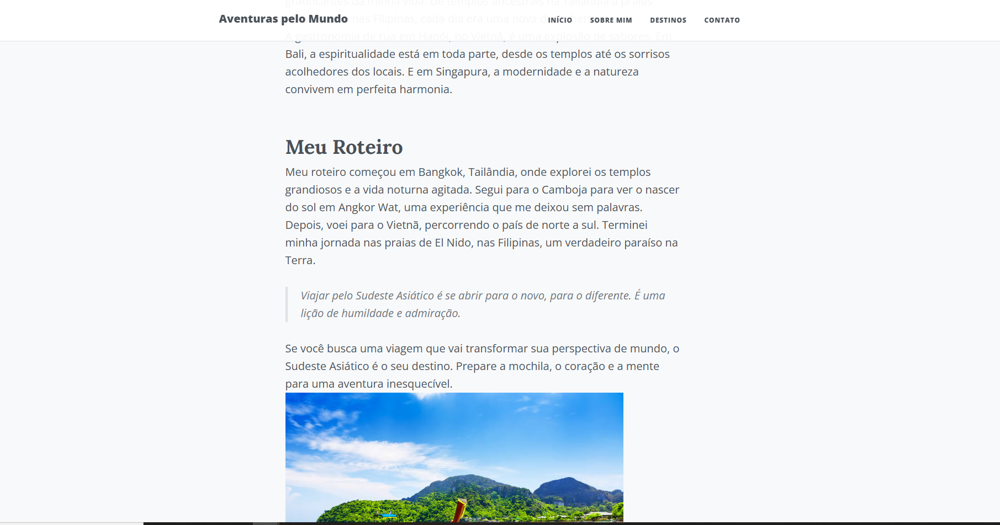 gratificantes da minha vida. De templos ancestrais na Tailândia a praias
Aventuras pelo Mundo
nas Filipinas, cada dia era uma nova
INÍCIO
SOBRE MIM
DESTINOS
CONTATO
A gastronomia de rua em Hanói, no Vietnã, é uma explosão de sabores. Em
Bali, a espiritualidade está em toda parte, desde os templos até os sorrisos
acolhedores dos locais. E em Singapura, a modernidade e a natureza
convivem em perfeita harmonia.
Meu Roteiro
Meu roteiro começou em Bangkok, Tailândia, onde explorei os templos
grandiosos e a vida noturna agitada. Segui para o Camboja para ver o nascer
do sol em Angkor Wat, uma experiência que me deixou sem palavras.
Depois, voei para o Vietnã, percorrendo o país de norte a sul. Terminei
minha jornada nas praias de El Nido, nas Filipinas, um verdadeiro paraíso na
Terra.
Viajar pelo Sudeste Asiático é se abrir para o novo, para o diferente. É uma
lição de humildade e admiração.
Se você busca uma viagem que vai transformar sua perspectiva de mundo, o
Sudeste Asiático é o seu destino. Prepare a mochila, o coração e a mente
para uma aventura inesquecível.